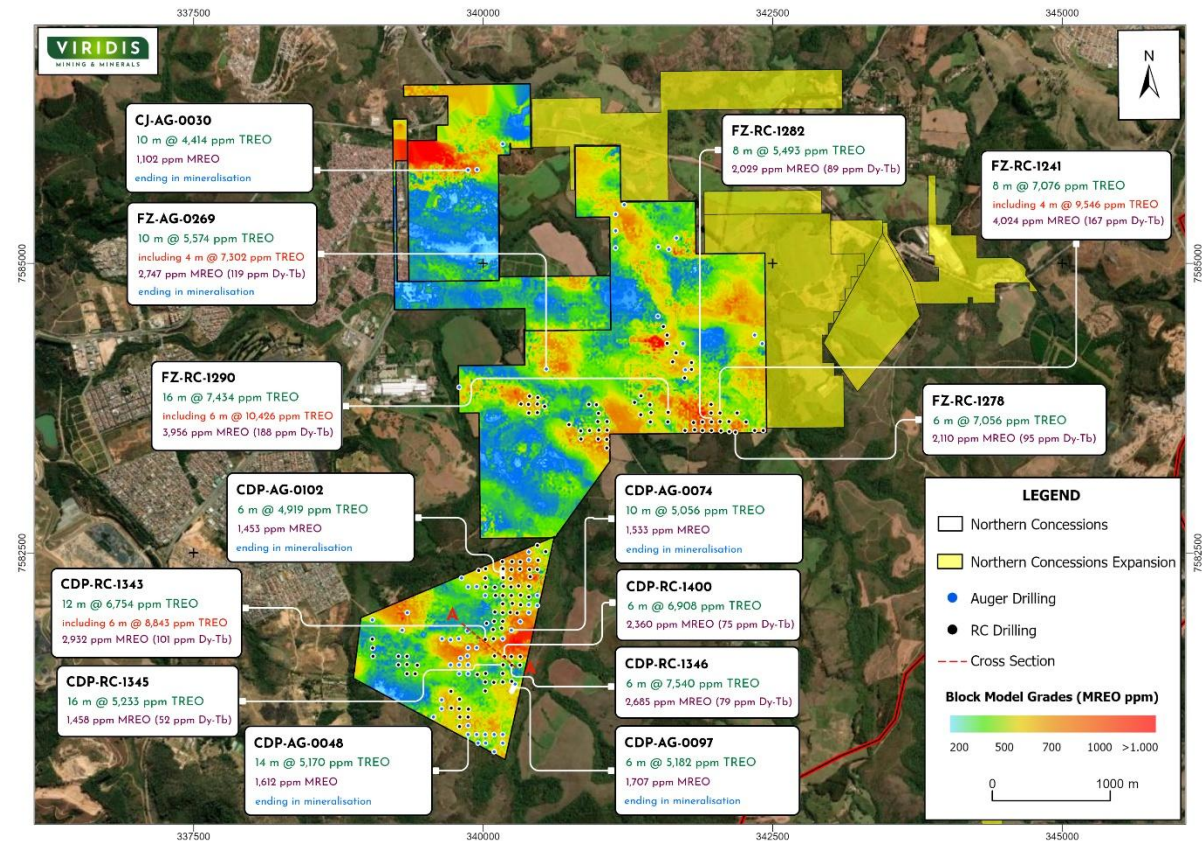 337500
340000
342500
345000
VIRIDIS
MINING & MINERALS
N
CJ-AG-0030
10 m @ 4,414 ppm TREO
1,102 ppm MREO
ending in mineralisation
FZ-RC-1282
8 m @ 5,493 ppm TREO
2,029 ppm MREO (89 ppm Dy-Tb)
FZ-RC-1241
8 m @ 7,076 ppm TREO
including 4 m @ 9,546 ppm TREO
4,024 ppm MREO (167 ppm Dy-Tb)
FZ-AG-0269
10 m @ 5,574 ppm TREO
including 4 m @ 7,302 ppm TREO
2,747 ppm MREO (119 ppm Dy-Tb)
ending in mineralisation
7585000
7585000
FZ-RC-1290
16 m @ 7,434 ppm TREO
including 6 m @ 10,426 ppm TREO
3,956 ppm MREO (188 ppm Dy-Tb)
FZ-RC-1278
6 m @ 7,056 ppm TREO
2,110 ppm MREO (95 ppm Dy-Tb)
CDP-AG-0102
6 m @ 4,919 ppm TREO
1,453 ppm MREO
ending in mineralisation
CDP-AG-0074
10 m @ 5,056 ppm TREO
1,533 ppm MREO
ending in mineralisation
7582500
7582500
CDP-RC-1343
12 m @ 6,754 ppm TREO
including 6 m @ 8,843 ppm TREO
2,932 ppm MREO (101 ppm Dy-Tb)
CDP-RC-1400
6 m @ 6,908 ppm TREO
2,360 ppm MREO (75 ppm Dy-Tb)
A
CDP-RC-1345
16 m @ 5,233 ppm TREO
1,458 ppm MREO (52 ppm Dy-Tb)
CDP-RC-1346
6 m @ 7,540 ppm TREO
2,685 ppm MREO (79 ppm Dy-Tb)
CDP-AG-0048
14 m @ 5,170 ppm TREO
1,612 ppm MREO
ending in mineralisation
CDP-AG-0097
6 m @ 5,182 ppm TREO
1,707 ppm MREO
ending in mineralisation
LEGEND
Northern Concessions
Northern Concessions Expansion
Auger Drilling
RC Drilling
Cross Section
Block Model Grades (MREO ppm)
200 500 700 1000 >1.000
0 1000 m
337500
340000
342500
345000